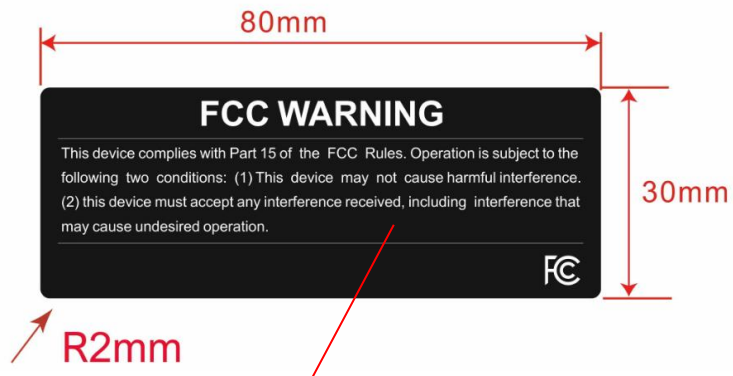 80mm
FCC WARNING
This device complies with Part 15 of the FCC Rules. Operation is subject to the
following two conditions: (1) This device may not cause harmful interference.
(2) this device must accept any interference received, including interference that
may cause undesired operation.
30mm
FC
R2mm